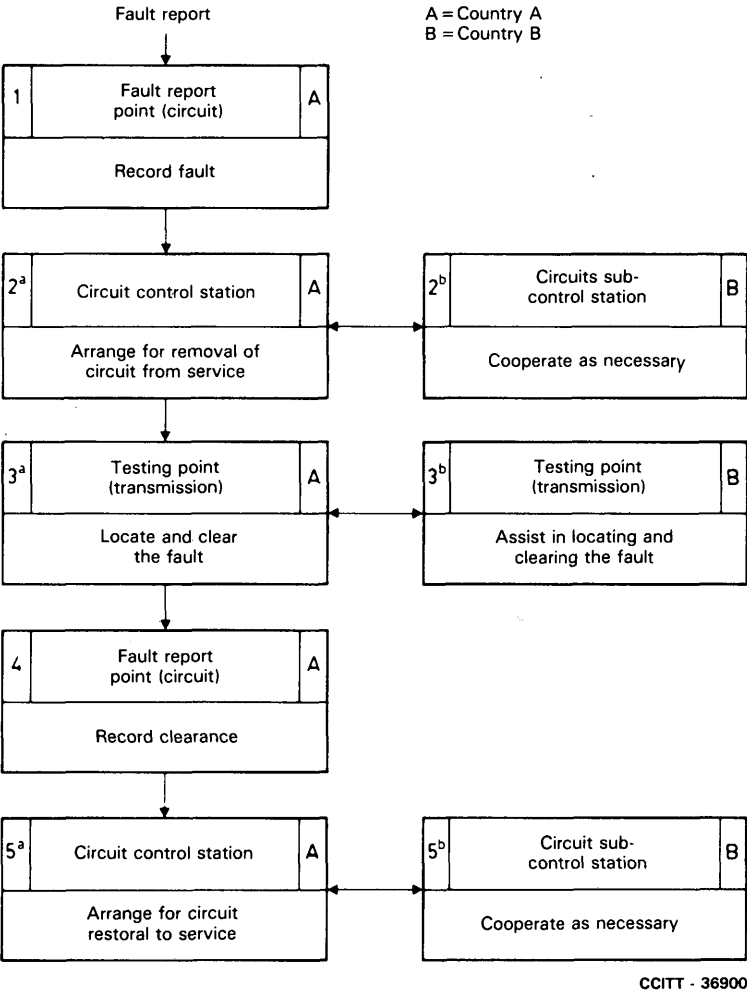 Fault report
A = Country A
B = Country B
1
Fault report
point (circuit)
A
Record fault
2a
Circuit control station
A
Arrange for removal of
circuit from service
2b
Circuits sub-
control station
B
Cooperate as necessary
3a
Testing point
(transmission)
A
Locate and clear
the fault
3b
Testing point
(transmission)
B
Assist in locating and
clearing the fault
4
Fault report
point (circuit)
A
Record clearance
5a
Circuit control station
A
Arrange for circuit
restoral to service
5b
Circuit sub-
control station
B
Cooperate as necessary
CCITT - 36900